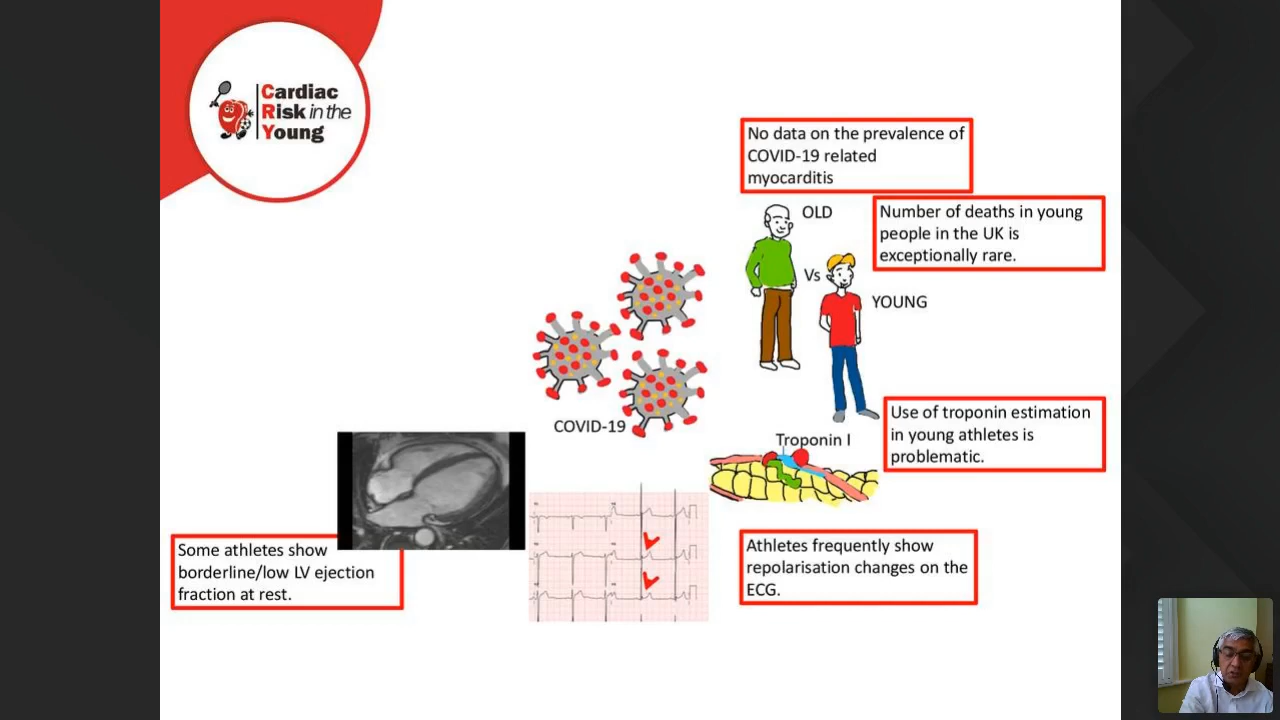 Cardiac
Risk in the
Young
No data on the prevalence of
COVID-19 related
myocarditis
OLD
Number of deaths in young
people in the UK is
exceptionally rare.
Vs
YOUNG
COVID-19
Use of troponin estimation
in young athletes is
problematic.
Troponin I
Some athletes show
borderline/low LV ejection
fraction at rest.
Athletes frequently show
repolarisation changes on the
ECG.